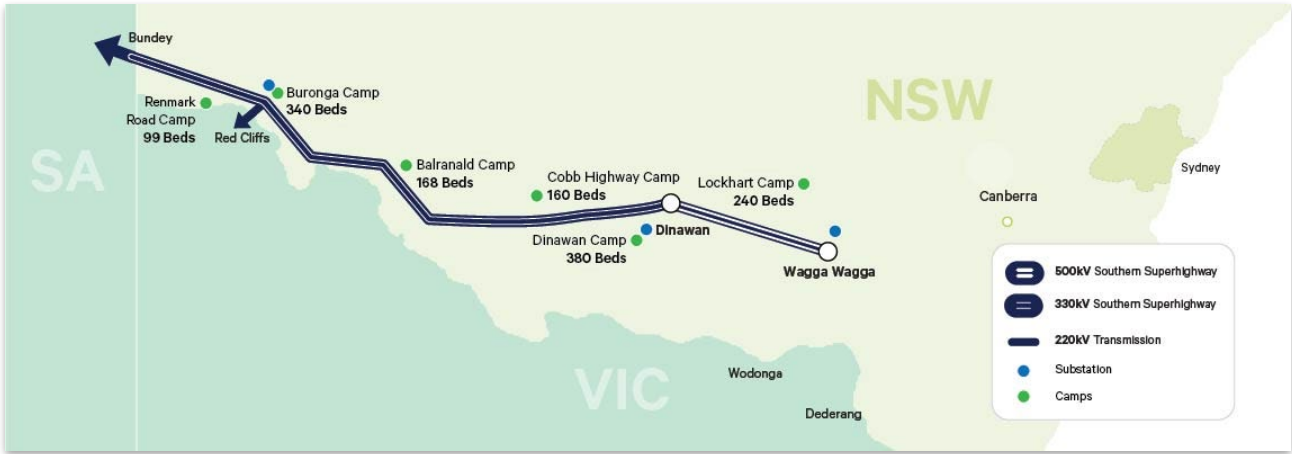 Bundey
Renmark
Road Camp
99 Beds
Buronga Camp
340 Beds
Red Cliffs
NSW
SA
Balranald Camp
168 Beds
Cobb Highway Camp
160 Beds
Lockhart Camp
240 Beds
Sydney
Canberra
Dinawan
Dinawan Camp
380 Beds
Wagga Wagga
500kV Southern Superhighway
330kV Southern Superhighway
220kV Transmission
Substation
Camps
VIC
Wodonga
Dederang